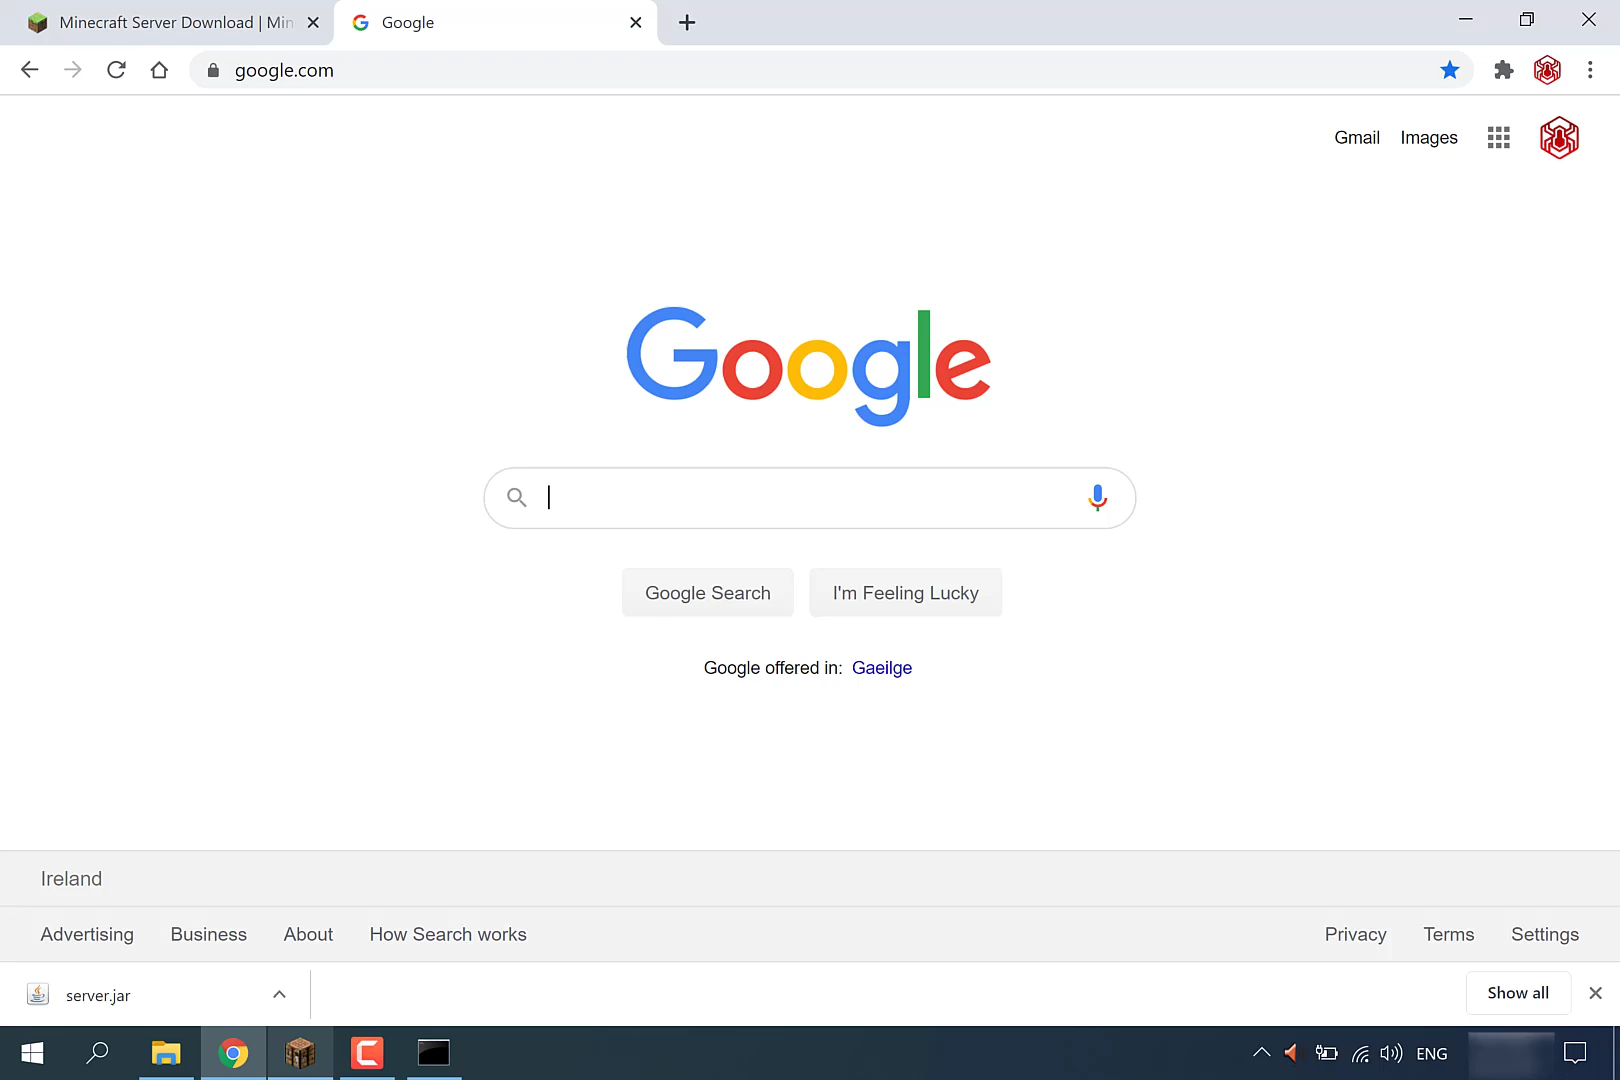 Minecraft Server Download | Min
Google
google.com
Gmail Images
Google
Google Search I'm Feeling Lucky
Google offered in: Gaeilge
Ireland
Advertising Business About How Search works Privacy Terms Settings
server.jar Show all
ENG